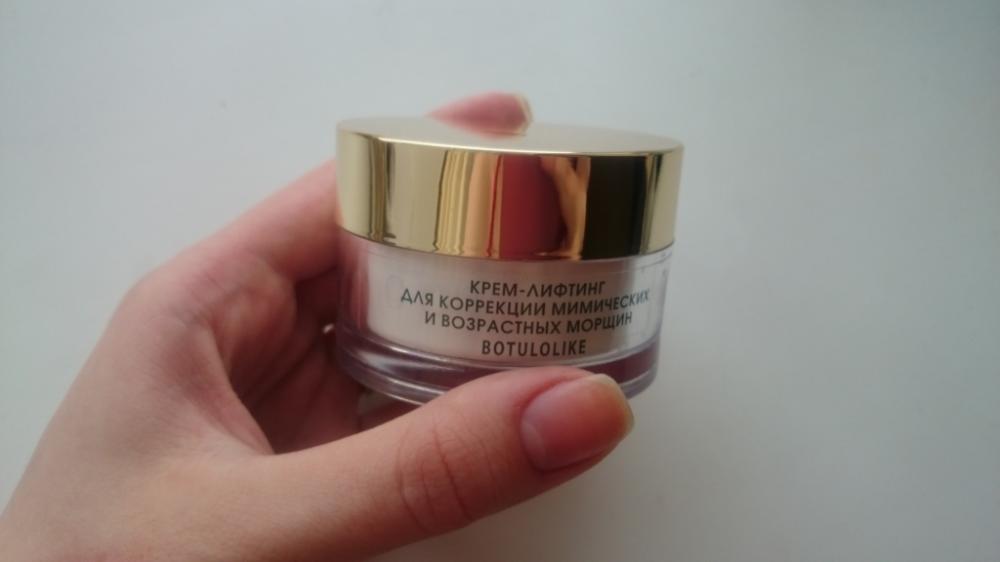 КРЕМ-ЛИФТИНГ
ДЛЯ КОРРЕКЦИИ МИМИЧЕСКИХ
И ВОЗРАСТНЫХ МОРЩИН
BOTULOLIKE